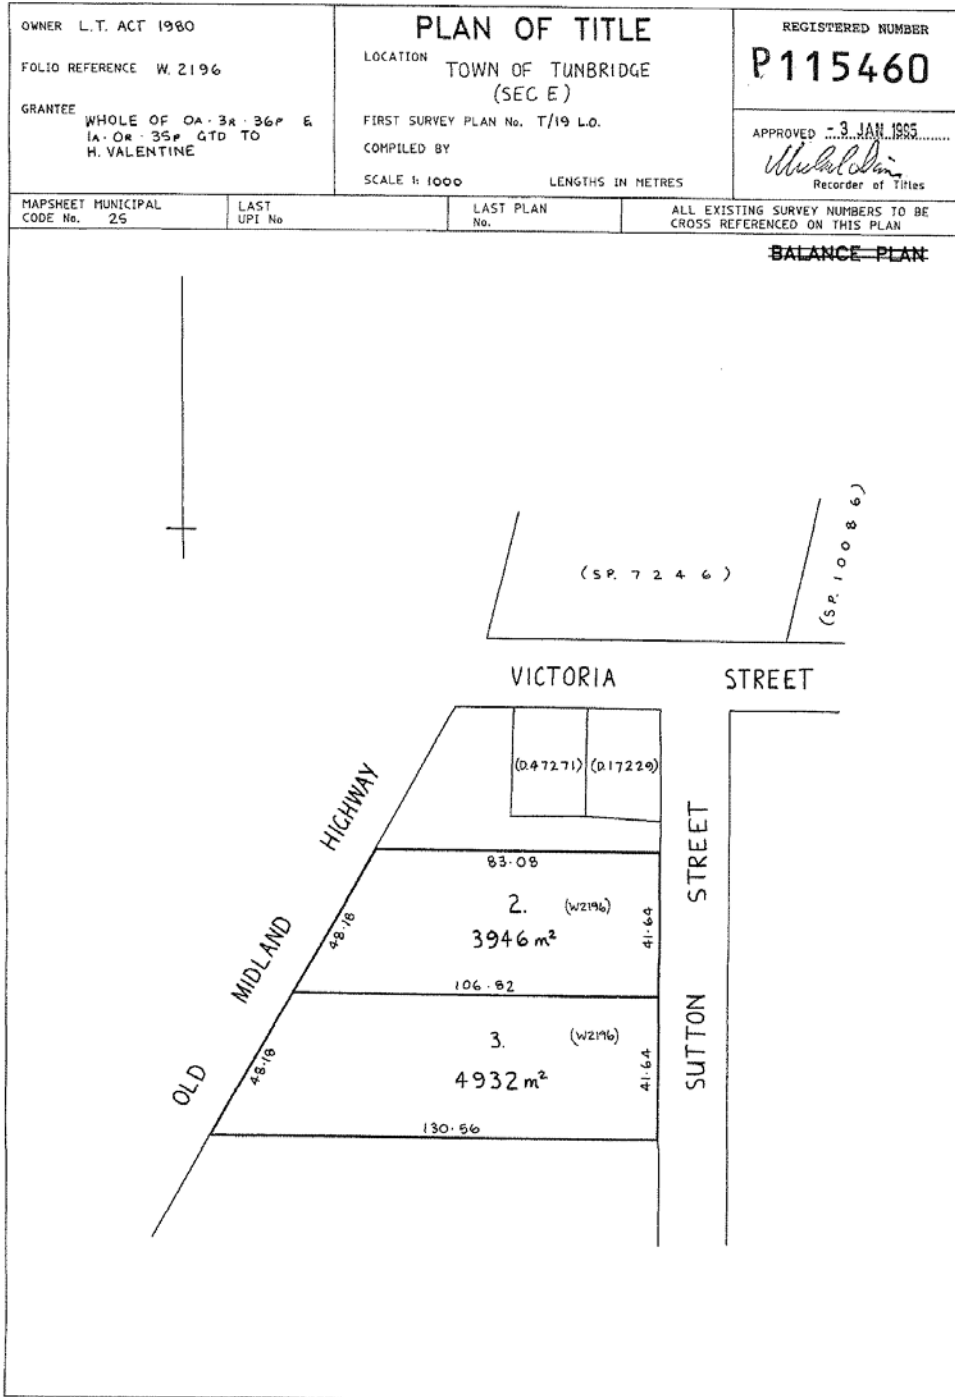 OWNER L.T. ACT 1980
FOLIO REFERENCE W. 2196
GRANTEE
WHOLE OF 0A·3R·36P &
1A·0R·35P GTD TO
H. VALENTINE
PLAN OF TITLE
LOCATION
TOWN OF TUNBRIDGE
(SEC E)
FIRST SURVEY PLAN No. T/19 L.O.
COMPILED BY
SCALE 1: 1000 LENGTHS IN METRES
REGISTERED NUMBER
P115460
APPROVED - 3 JAN 1995
Recorder of Titles
MAPSHEET MUNICIPAL
CODE No. 25
LAST
UPI No
LAST PLAN
No.
ALL EXISTING SURVEY NUMBERS TO BE
CROSS REFERENCED ON THIS PLAN
BALANCE PLAN
(SP. 7246)
(SP. 10086)
VICTORIA STREET
(D.47271) (D.17229)
OLD MIDLAND HIGHWAY
SUTTON STREET
83·08
2. (W2196)
3946 m²
48·18
41·64
106·82
3. (W2196)
4932 m²
48·18
41·64
130·56